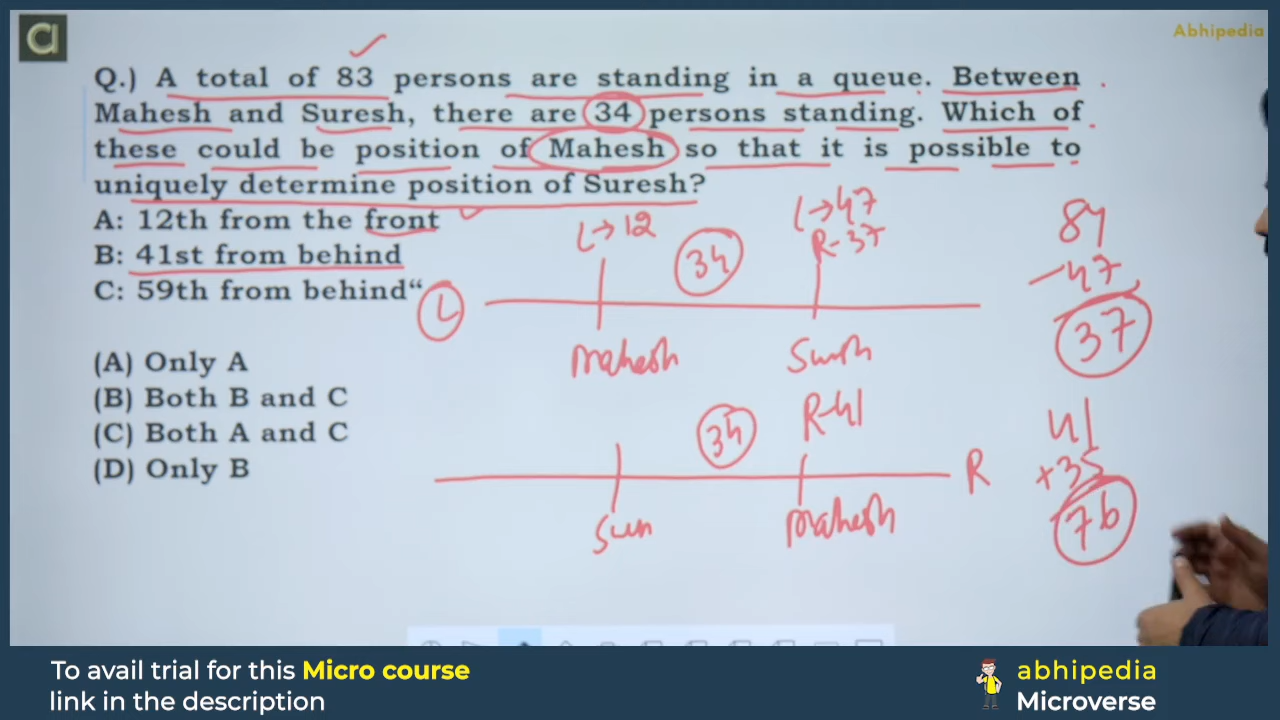 Abhipedia
Q.) A total of 83 persons are standing in a queue. Between
Mahesh and Suresh, there are 34 persons standing. Which of
these could be position of Mahesh so that it is possible to
uniquely determine position of Suresh?
A: 12th from the front
B: 41st from behind
C: 59th from behind“
(A) Only A
(B) Both B and C
(C) Both A and C
(D) Only B
L→12
34
L→47
R-37
L
Mahesh
84
-47
37
34
R-41
R
Mahesh
41
+35
76
To avail trial for this Micro course
link in the description
abhipedia
Microverse